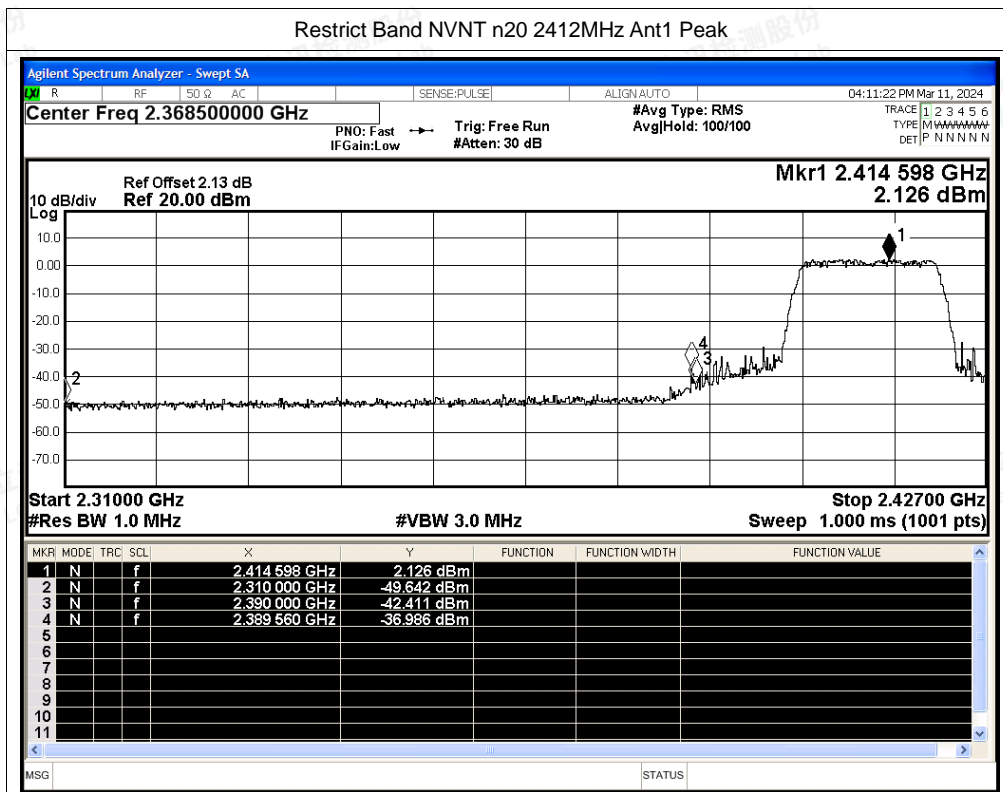 Restrict Band NVNT n20 2412MHz Ant1 Peak
Agilent Spectrum Analyzer - Swept SA
LXI R RF 50 Ω AC SENSE:PULSE ALIGN AUTO 04:11:22 PM Mar 11, 2024
Center Freq 2.368500000 GHz #Avg Type: RMS TRACE 1 2 3 4 5 6
PNO: Fast Trig: Free Run Avg|Hold: 100/100 TYPE M
IFGain:Low #Atten: 30 dB DET P N N N N N
Mkr1 2.414 598 GHz
Ref Offset 2.13 dB
10 dB/div Ref 20.00 dBm 2.126 dBm
Log
10.0
1
0.00
-10.0
-20.0
-30.0
4
3
-40.0
2
-50.0
-60.0
-70.0
Start 2.31000 GHz Stop 2.42700 GHz
#Res BW 1.0 MHz #VBW 3.0 MHz Sweep 1.000 ms (1001 pts)
MKR MODE TRC SCL X Y FUNCTION FUNCTION WIDTH FUNCTION VALUE
1 N f 2.414 598 GHz 2.126 dBm
2 N f 2.310 000 GHz -49.642 dBm
3 N f 2.390 000 GHz -42.411 dBm
4 N f 2.389 560 GHz -36.986 dBm
5
6
7
8
9
10
11
MSG STATUS